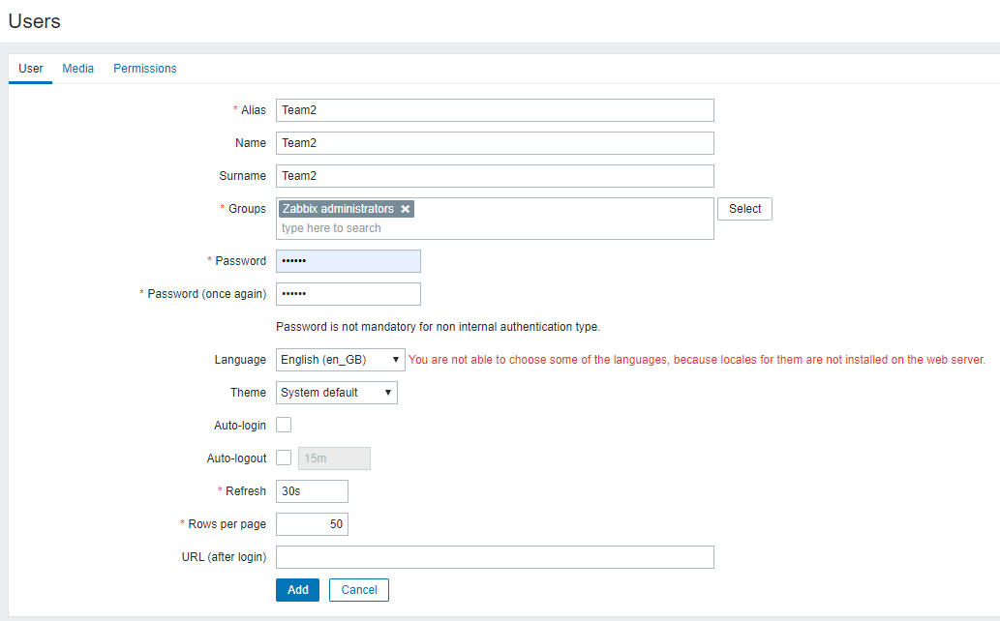 Users
User Media Permissions
* Alias Team2
Name Team2
Surname Team2
* Groups Zabbix administrators ✖ Select
type here to search
* Password ••••••
* Password (once again) ••••••
Password is not mandatory for non internal authentication type.
Language English (en_GB) ▼ You are not able to choose some of the languages, because locales for them are not installed on the web server.
Theme System default ▼
Auto-login
Auto-logout 15m
* Refresh 30s
* Rows per page 50
URL (after login)
Add Cancel